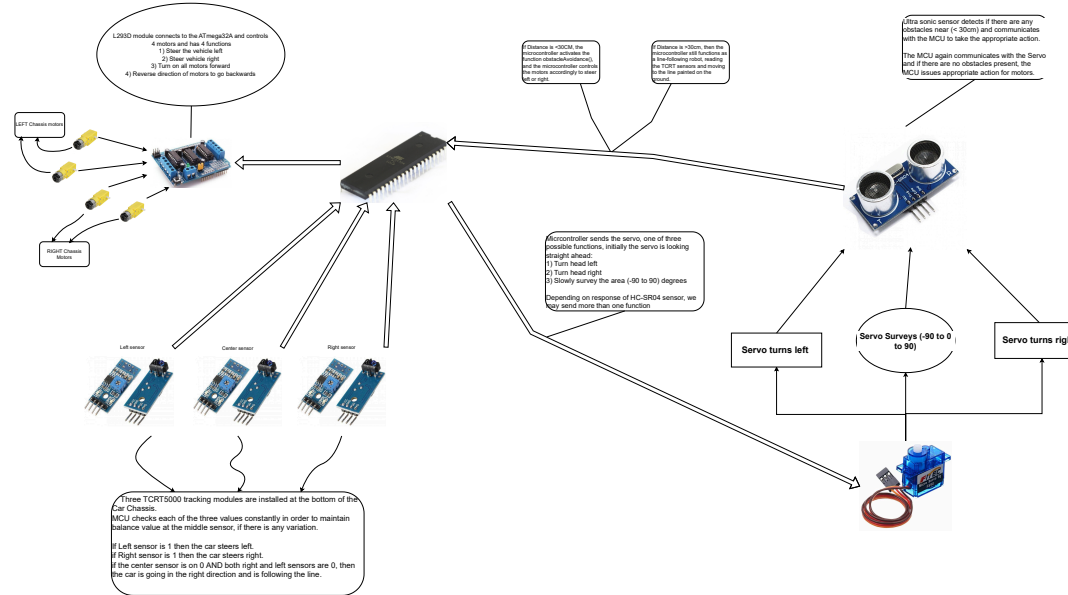 L293D module connects to the ATmega32A and controls
4 motors and has 4 functions
1) Steer the vehicle left
2) Steer vehicle right
3) Turn on all motors forward
4) Reverse direction of motors to go backwards
If Distance is <30CM, the
microcontroller activates the
function obstacleAvoidance(),
and the microcontroller controls
the motors accordingly to steer
left or right.
If Distance is >30cm, then the
microcontroller still functions as
a line-following robot, reading
the TCRT sensors and moving
to the line painted on the
ground.
Ultra sonic sensor detects if there are any
obstacles near (< 30cm) and communicates
with the MCU to take the appropriate action.
The MCU again communicates with the Servo
and if there are no obstacles present, the
MCU issues appropriate action for motors.
LEFT Chassis motors
RIGHT Chassis
Motors
Micrcontroller sends the servo, one of three
possible functions, initially the servo is looking
straight ahead:
1) Turn head left
2) Turn head right
3) Slowly survey the area (-90 to 90) degrees
Depending on response of HC-SR04 sensor, we
may send more than one function
Left sensor
Center sensor
Right sensor
Servo turns left
Servo Surveys (-90 to 0
to 90)
Servo turns righ
Three TCRT5000 tracking modules are installed at the bottom of the
Car Chassis.
MCU checks each of the three values constantly in order to maintain
balance value at the middle sensor, if there is any variation.
If Left sensor is 1 then the car steers left.
if Right sensor is 1 then the car steers right.
if the center sensor is on 0 AND both right and left sensors are 0, then
the car is going in the right direction and is following the line.